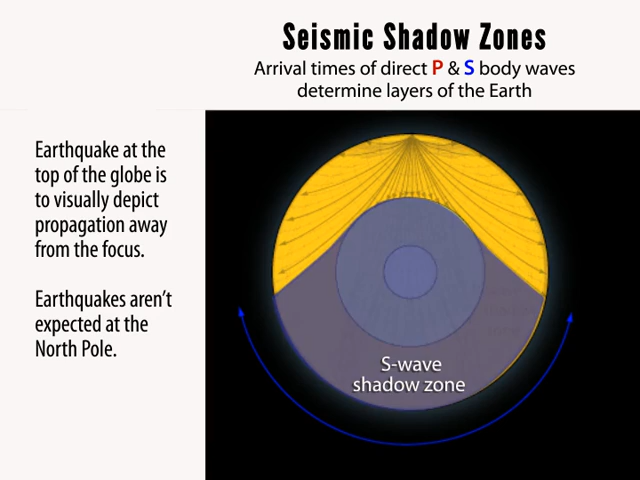 Seismic Shadow Zones
Arrival times of direct P & S body waves
determine layers of the Earth
Earthquake at the
top of the globe is
to visually depict
propagation away
from the focus.
Earthquakes aren't
expected at the
North Pole.
S-wave
shadow zone